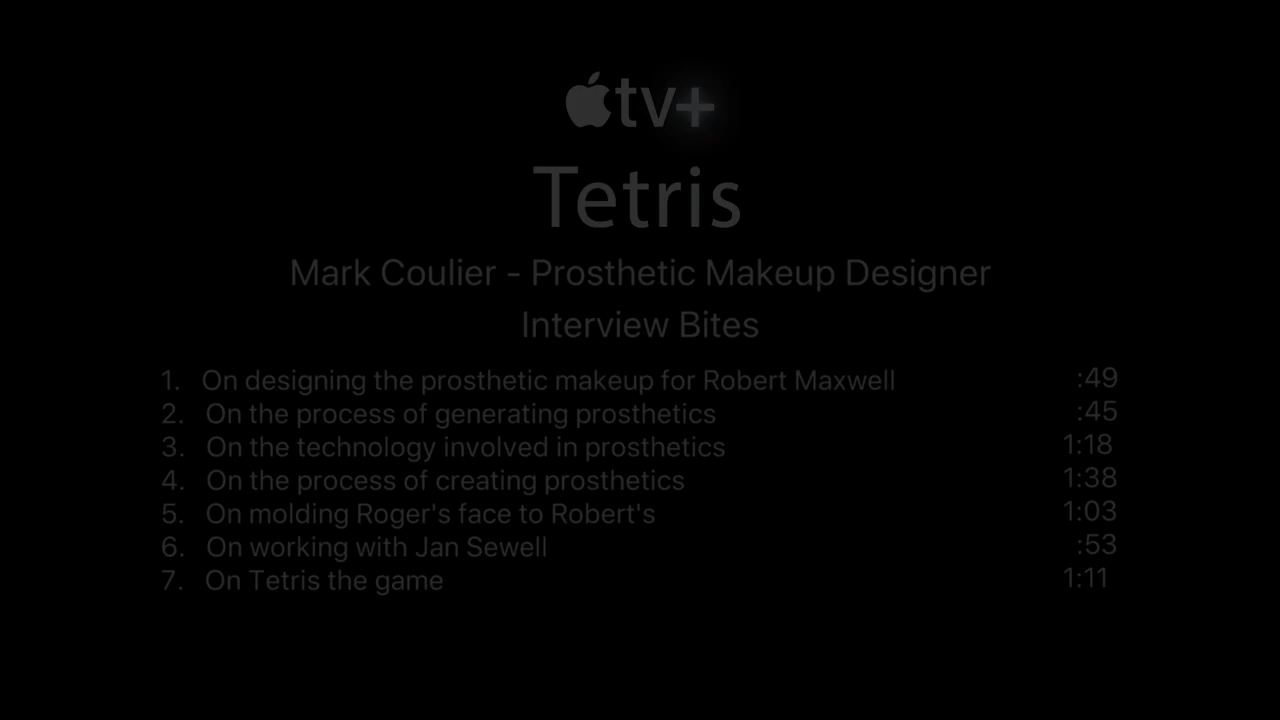 tv+
Tetris
Mark Coulier - Prosthetic Makeup Designer
Interview Bites
1. On designing the prosthetic makeup for Robert Maxwell :49
2. On the process of generating prosthetics :45
3. On the technology involved in prosthetics 1:18
4. On the process of creating prosthetics 1:38
5. On molding Roger's face to Robert's 1:03
6. On working with Jan Sewell :53
7. On Tetris the game 1:11